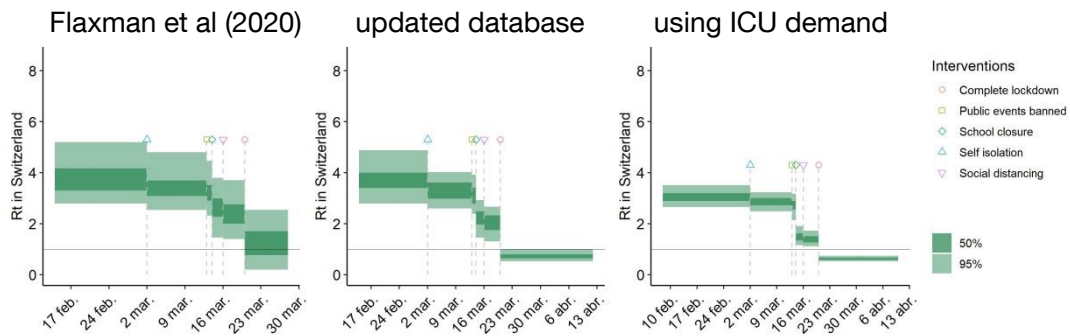 Flaxman et al (2020)
updated database
using ICU demand
Rt in Switzerland
8
6
4
2
0
17 feb.
24 feb.
2 mar.
9 mar.
16 mar.
23 mar.
30 mar.
Rt in Switzerland
8
6
4
2
0
17 feb.
24 feb.
2 mar.
9 mar.
16 mar.
23 mar.
30 mar.
6 abr.
13 abr.
Rt in Switzerland
8
6
4
2
0
10 feb.
17 feb.
24 feb.
2 mar.
9 mar.
16 mar.
23 mar.
30 mar.
6 abr.
13 abr.
Interventions
Complete lockdown
Public events banned
School closure
Self isolation
Social distancing
50%
95%